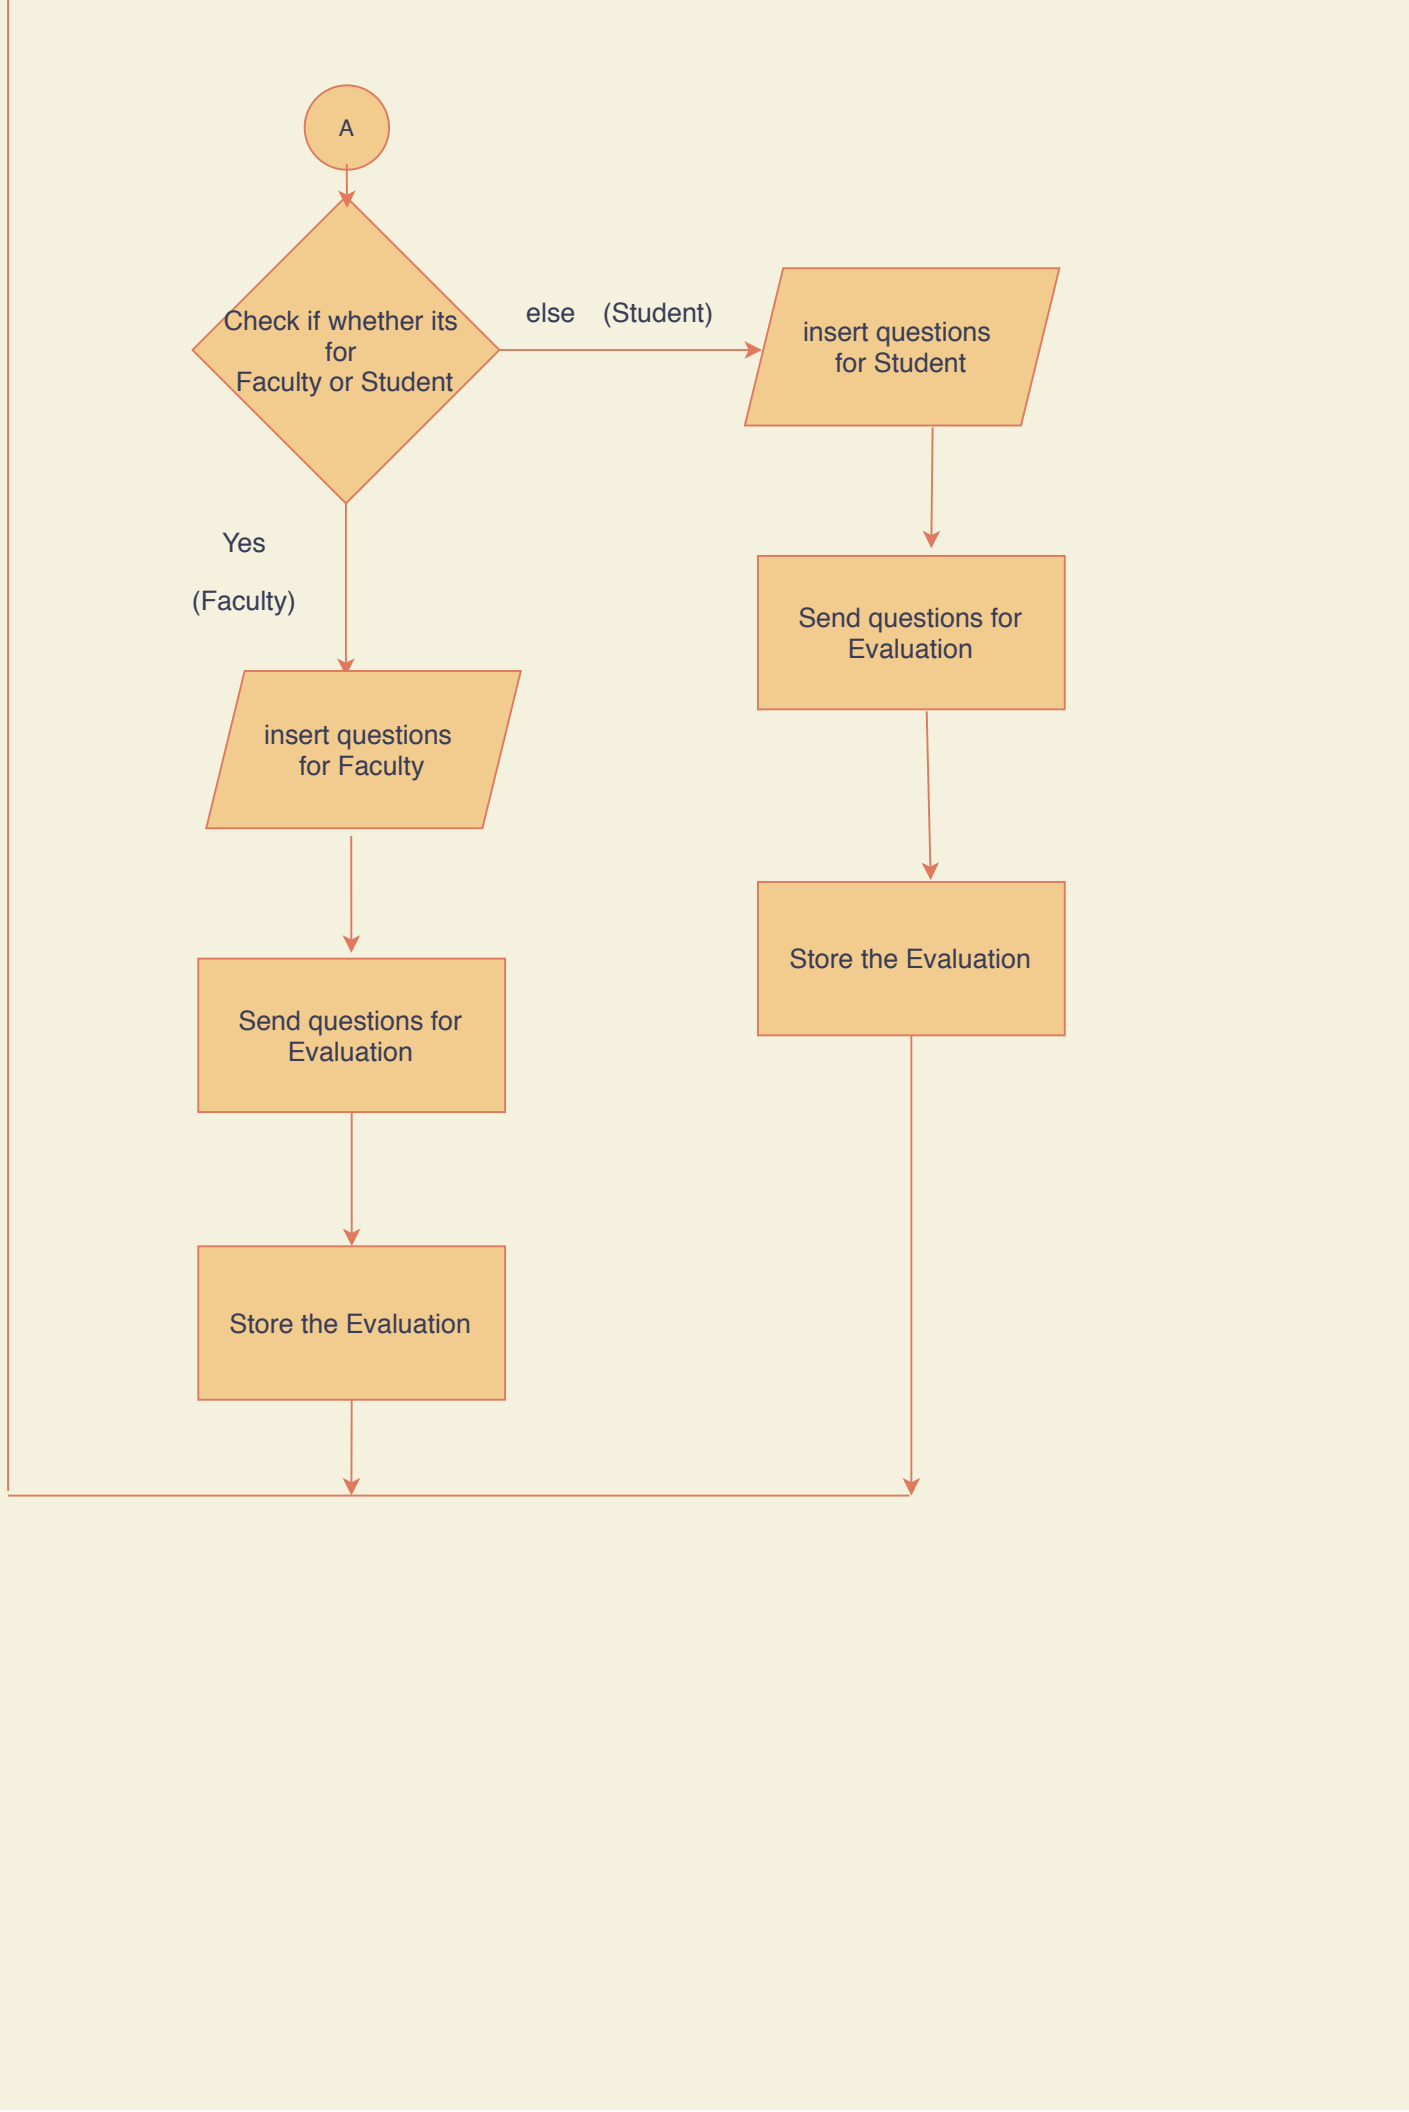 A
Check if whether its
for
Faculty or Student
else (Student)
insert questions
for Student
Yes
(Faculty)
Send questions for
Evaluation
insert questions
for Faculty
Store the Evaluation
Send questions for
Evaluation
Store the Evaluation